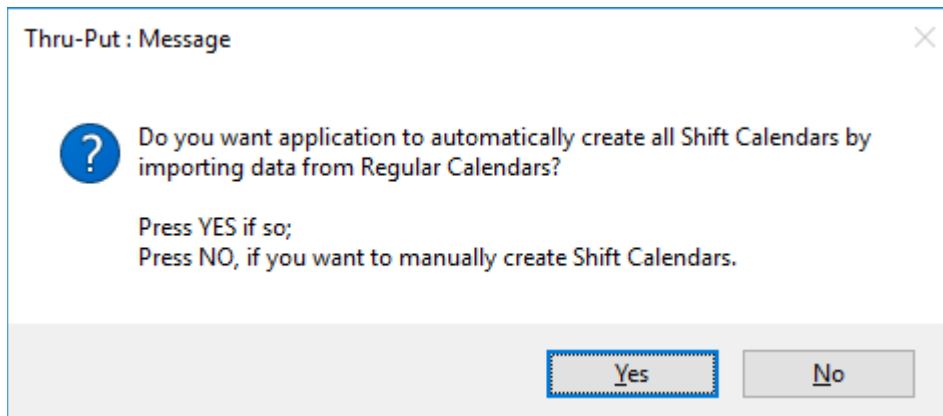 Thru-Put : Message
?
Do you want application to automatically create all Shift Calendars by
importing data from Regular Calendars?
Press YES if so;
Press NO, if you want to manually create Shift Calendars.
Yes
No